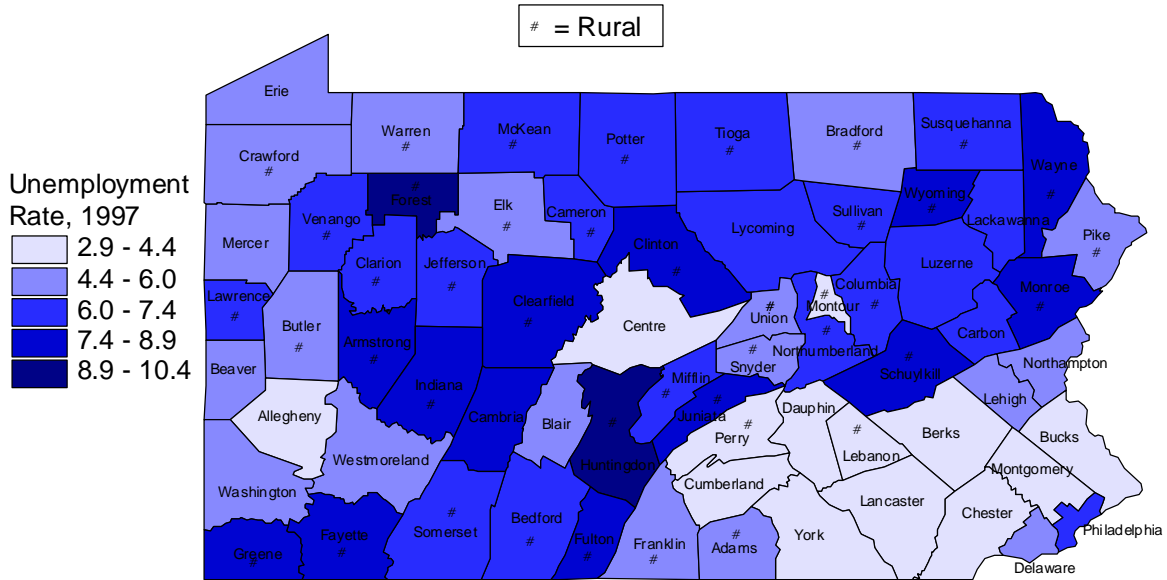 # = Rural
Unemployment
Rate, 1997
2.9 - 4.4
4.4 - 6.0
6.0 - 7.4
7.4 - 8.9
8.9 - 10.4
Erie
Warren
#
McKean
#
Potter
#
Tioga
#
Bradford
#
Susquehanna
#
Wayne
#
Crawford
#
#
Forest
Elk
#
Cameron
#
Wyoming
#
Sullivan
#
Lackawanna
Pike
#
Mercer
Venango
#
Clarion
#
Jefferson
#
Clinton
#
Lycoming
Luzerne
Lawrence
#
Butler
#
Clearfield
#
Centre
#
Union
#
Montour
Columbia
#
Carbon
Monroe
#
Beaver
Armstrong
#
Indiana
#
#
Snyder
#
Northumberland
#
Schuylkill
Northampton
Lehigh
Allegheny
Cambria
Blair
#
Huntingdon
Mifflin
#
#
Juniata
#
Perry
Dauphin
#
Lebanon
Berks
Bucks
Westmoreland
Cumberland
Montgomery
Washington
Lancaster
Chester
Greene
#
Fayette
#
#
Somerset
Bedford
#
Fulton
#
Franklin
#
#
Adams
York
Philadelphia
Delaware